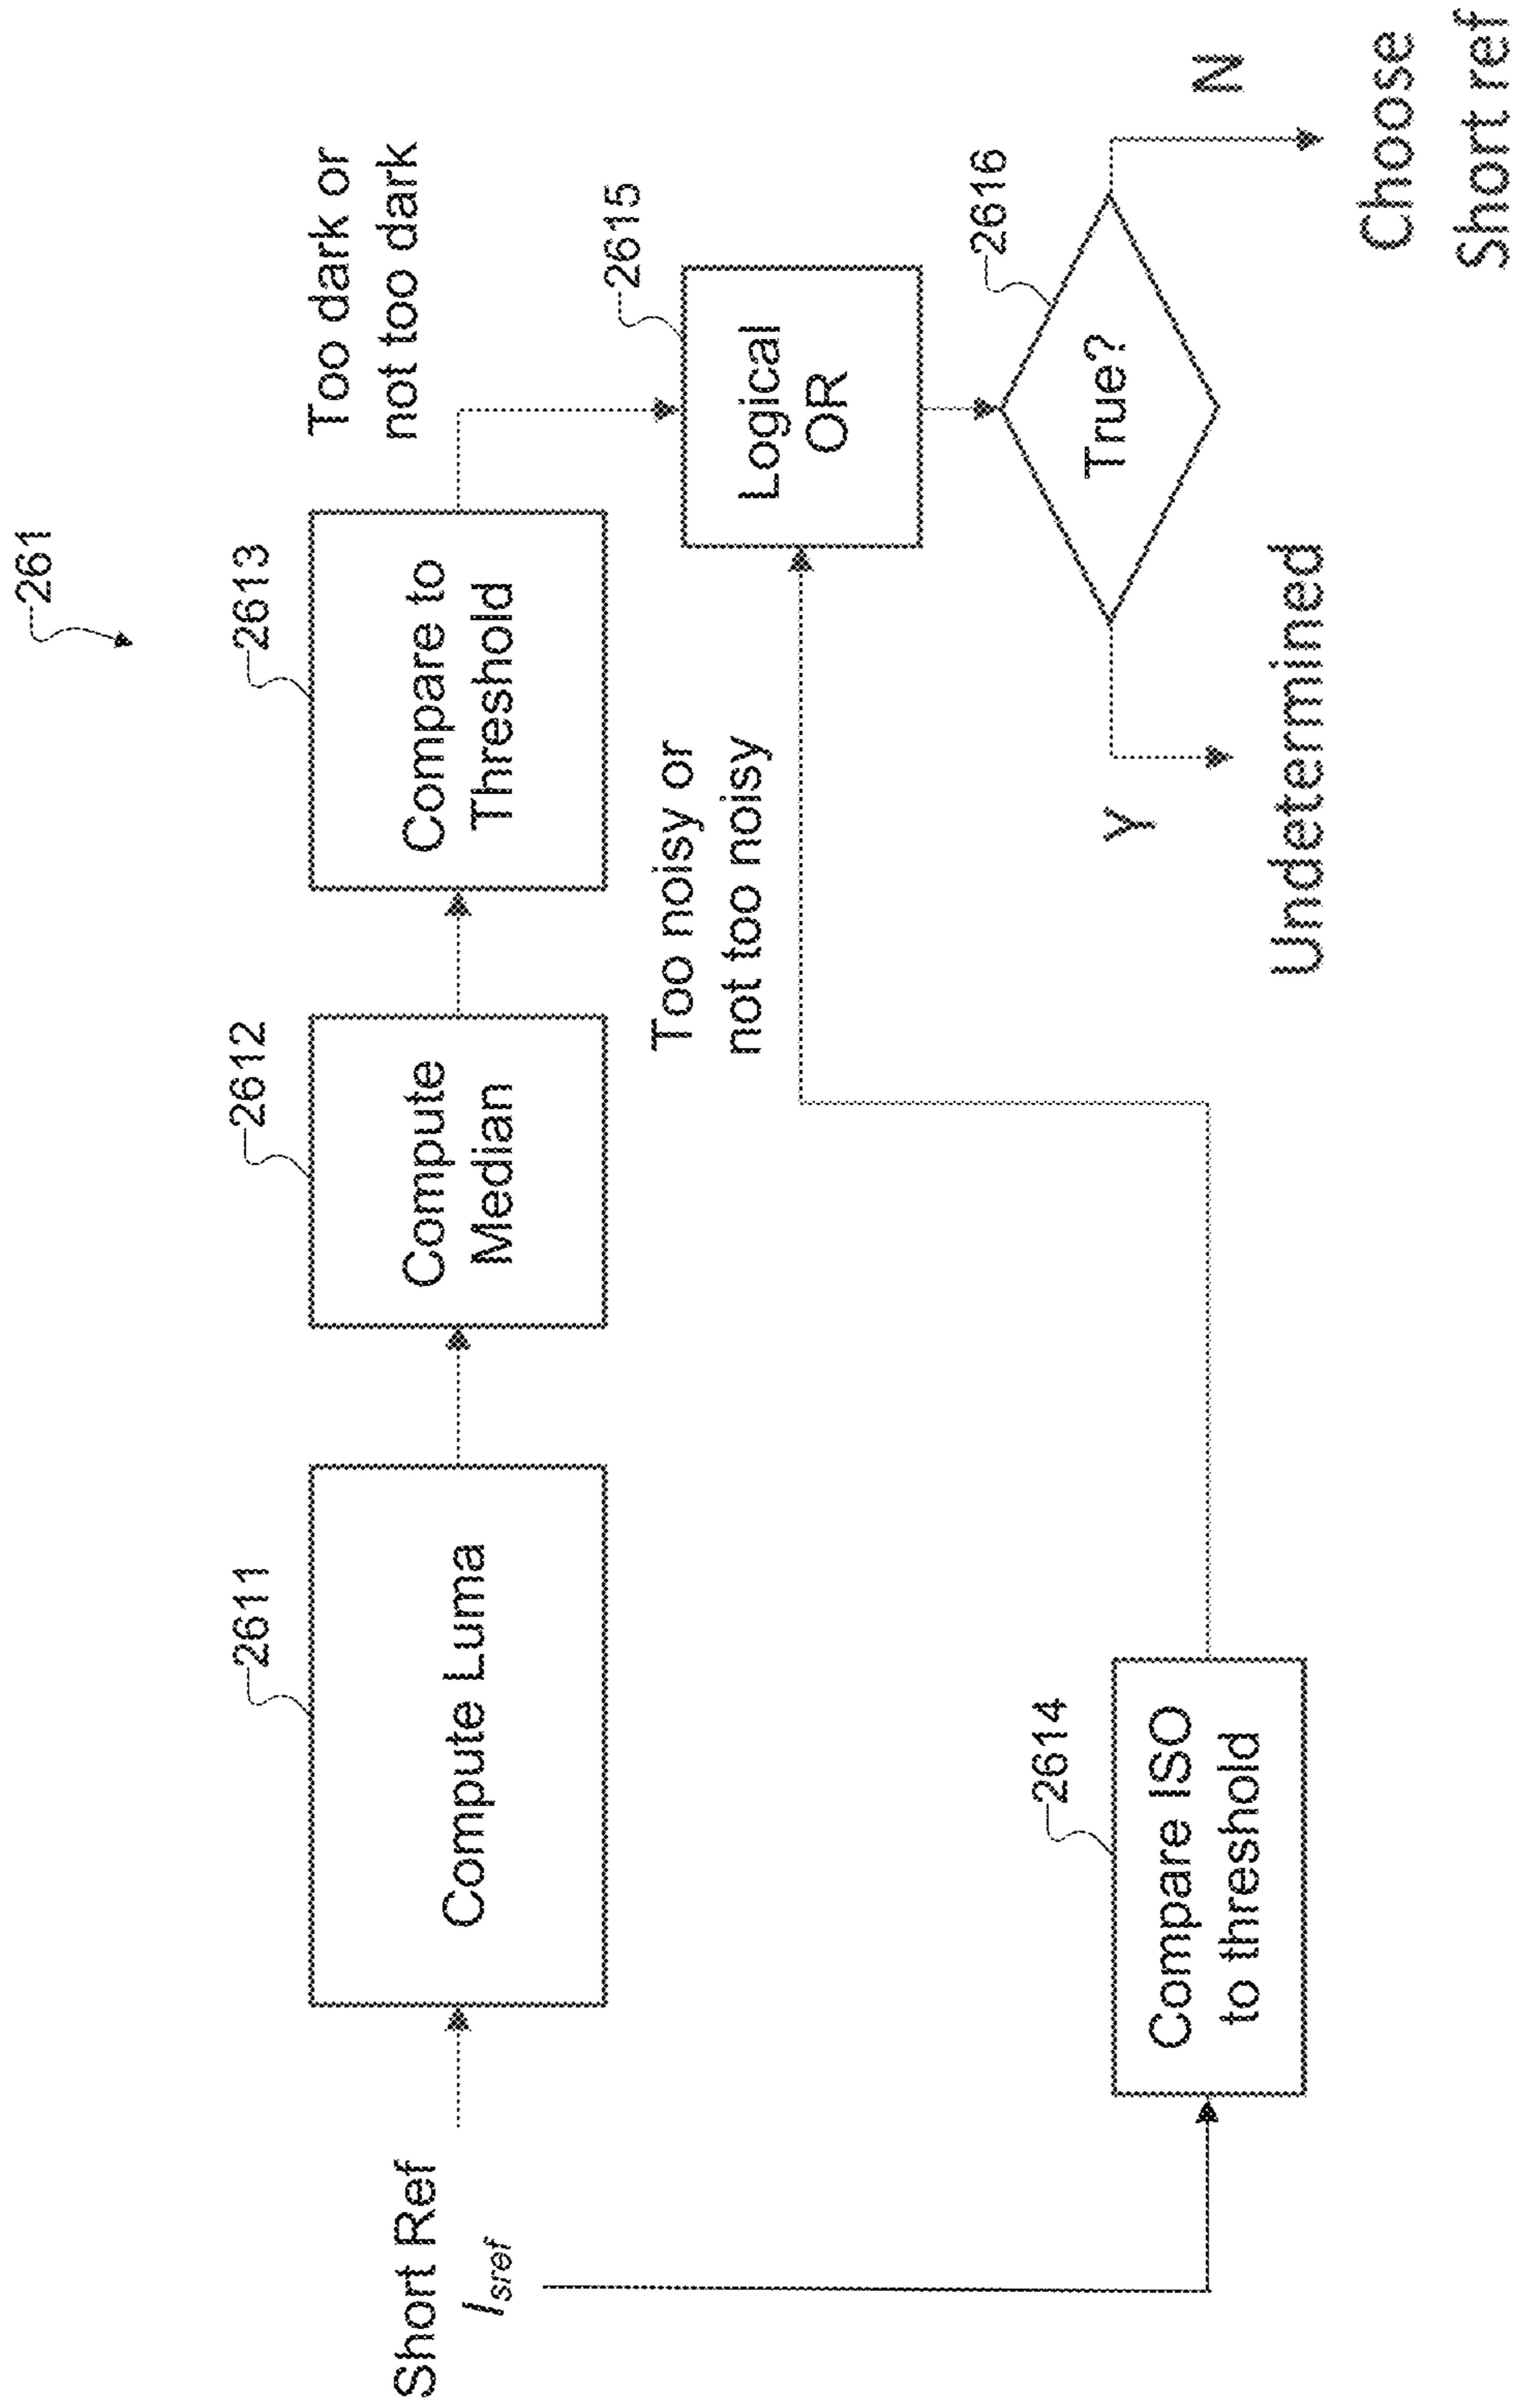 261
2611
2612
2613
Too dark or
not too dark
Short Ref
I_sref
Compute Luma
Compute
Median
Compare to
Threshold
2615
Too noisy or
not too noisy
Logical
OR
2614
2616
Compare ISO
to threshold
True?
Y
N
Undetermined
Choose
Short ref